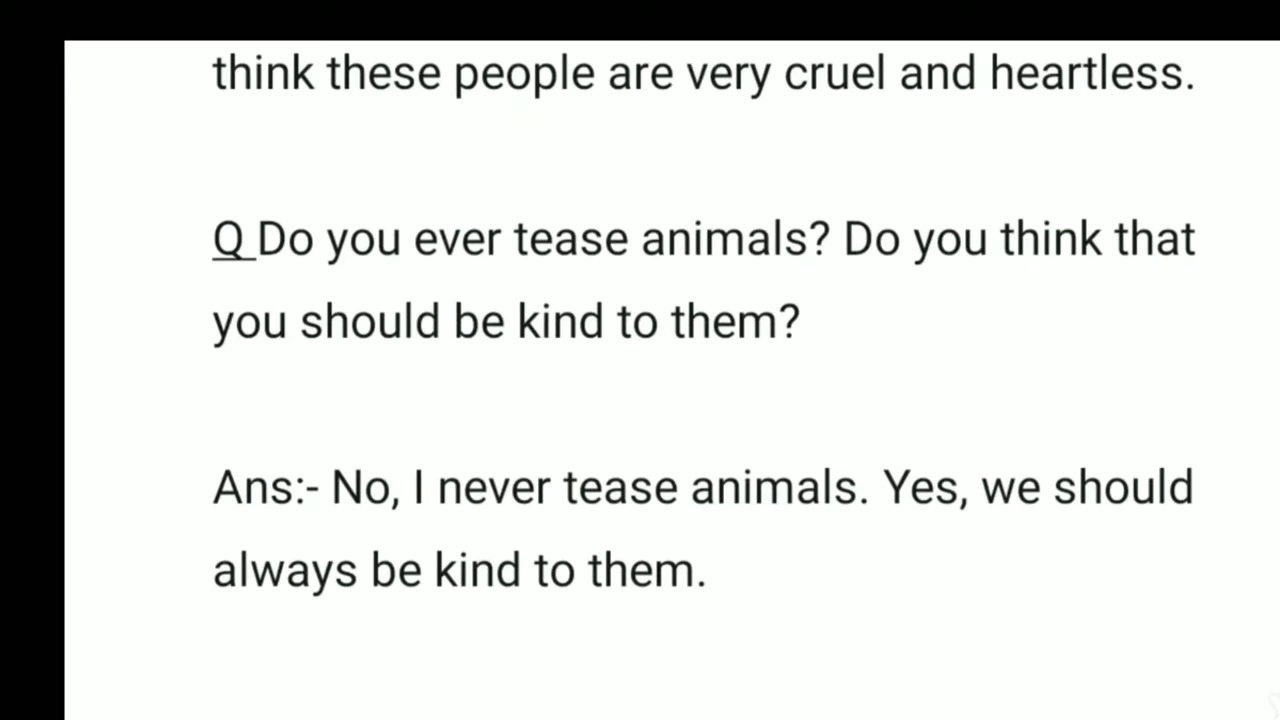 think these people are very cruel and heartless.
Q Do you ever tease animals? Do you think that
you should be kind to them?
Ans:- No, I never tease animals. Yes, we should
always be kind to them.